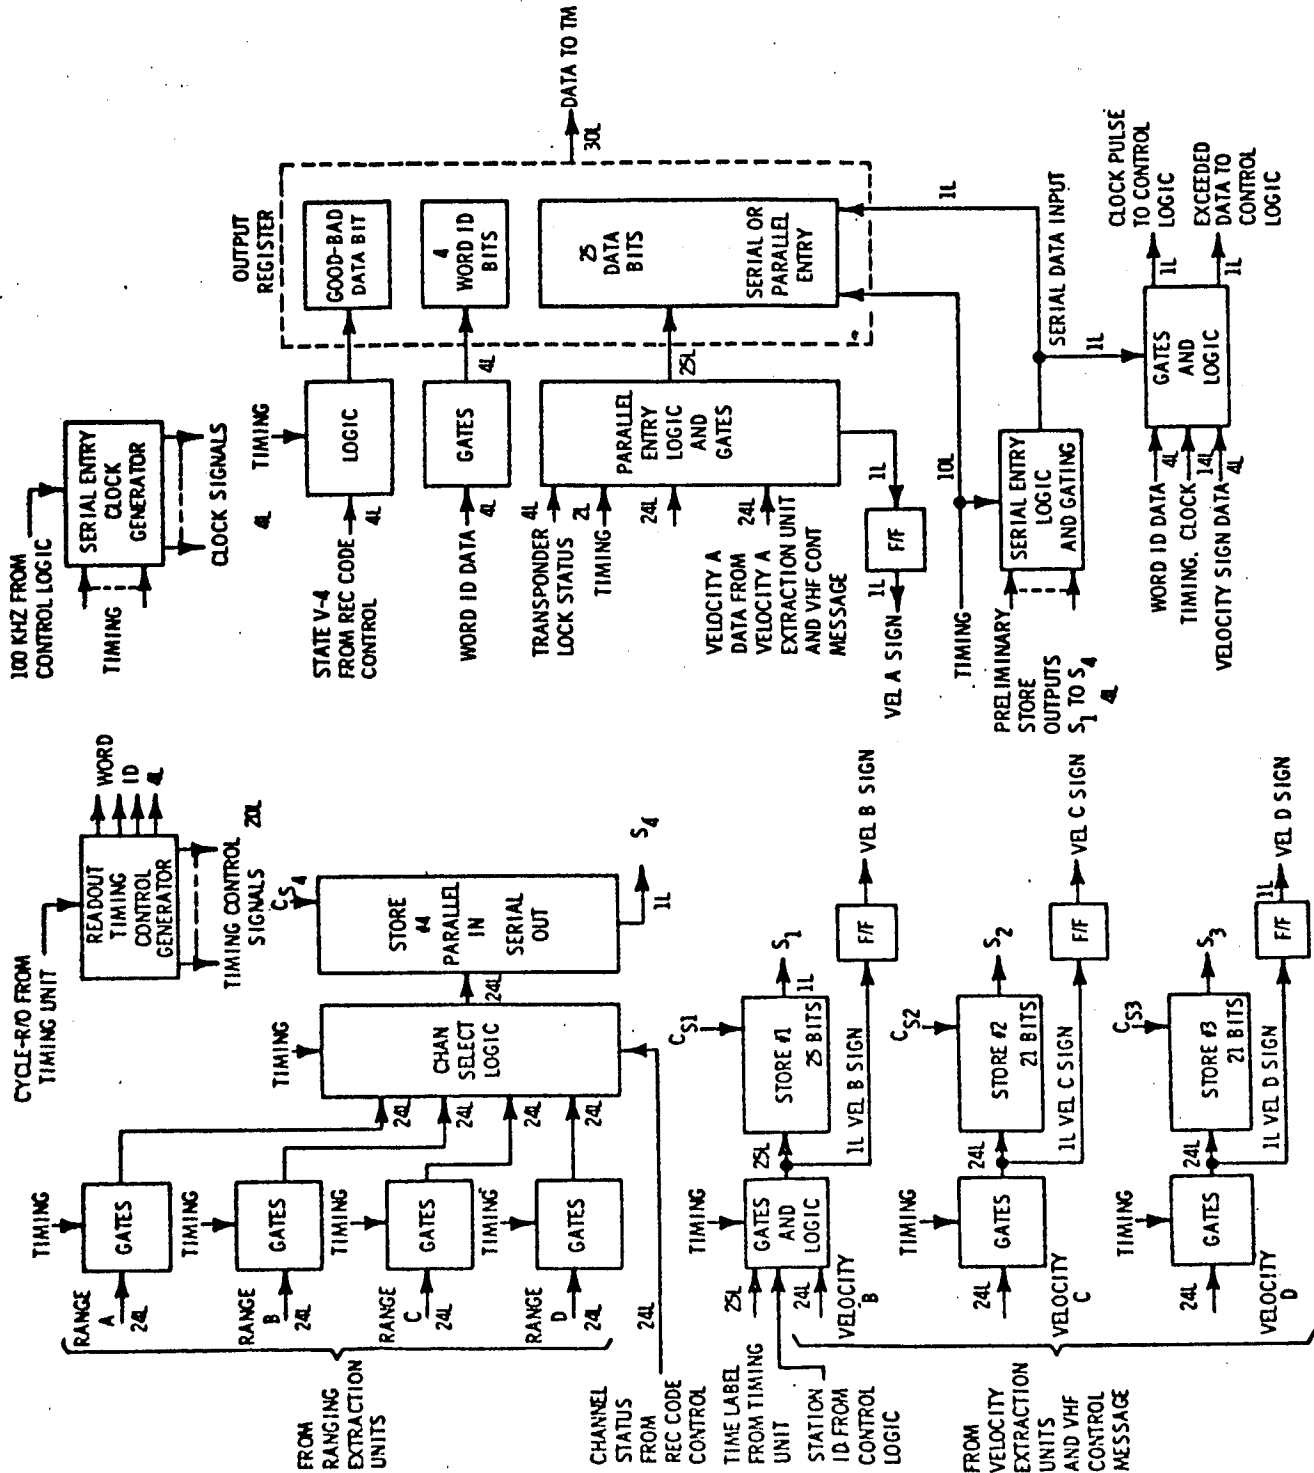 CYCLE-R/O FROM
TIMING UNIT
READOUT
TIMING
CONTROL
GENERATOR
WORD
ID
4L
TIMING CONTROL
SIGNALS
20L
100 KHZ FROM
CONTROL LOGIC
TIMING
SERIAL ENTRY
CLOCK
GENERATOR
CLOCK SIGNALS
FROM
RANGING
EXTRACTION
UNITS
RANGE
A
24L
TIMING
GATES
24L
RANGE
B
24L
TIMING
GATES
24L
RANGE
C
24L
TIMING
GATES
24L
RANGE
D
24L
TIMING
GATES
24L
CHANNEL
STATUS
FROM
REC CODE
CONTROL
24L
TIMING
CHAN
SELECT
LOGIC
24L
CS4
STORE
#4
PARALLEL
IN
SERIAL
OUT
1L
S4
TIME LABEL
FROM TIMING
UNIT
25L
STATION
ID FROM
CONTROL
LOGIC
24L
VELOCITY
B
TIMING
GATES
AND
LOGIC
25L
CS1
STORE #1
25 BITS
1L
S1
1L VEL B SIGN
F/F
VEL B SIGN
FROM
VELOCITY
EXTRACTION
UNITS
AND VHF
CONTROL
MESSAGE
24L
VELOCITY
C
TIMING
GATES
24L
CS2
STORE #2
21 BITS
S2
1L VEL C SIGN
F/F
VEL C SIGN
24L
VELOCITY
D
TIMING
GATES
24L
CS3
STORE #3
21 BITS
S3
1L VEL D SIGN
F/F
1L
VEL D SIGN
4L
TIMING
STATE V-4
FROM REC CODE
CONTROL
4L
LOGIC
OUTPUT
REGISTER
GOOD-BAD
DATA BIT
WORD ID DATA
4L
GATES
4L
4
WORD ID
BITS
30L
DATA TO TM
TRANSPONDER
LOCK STATUS
4L
TIMING
2L
24L
VELOCITY A
DATA FROM
VELOCITY A
EXTRACTION UNIT
AND VHF CONT
MESSAGE
24L
PARALLEL
ENTRY
LOGIC
AND
GATES
25L
25
DATA
BITS
SERIAL OR
PARALLEL
ENTRY
1L
F/F
1L
VEL A SIGN
TIMING
10L
1L
PRELIMINARY
STORE
OUTPUTS
S1 TO S4
4L
SERIAL ENTRY
LOGIC
AND GATING
SERIAL DATA INPUT
1L
WORD ID DATA
4L
TIMING, CLOCK
14L
VELOCITY SIGN DATA
4L
GATES
AND
LOGIC
1L
CLOCK PULSE
TO CONTROL
LOGIC
1L
EXCEEDED
DATA TO
CONTROL
LOGIC